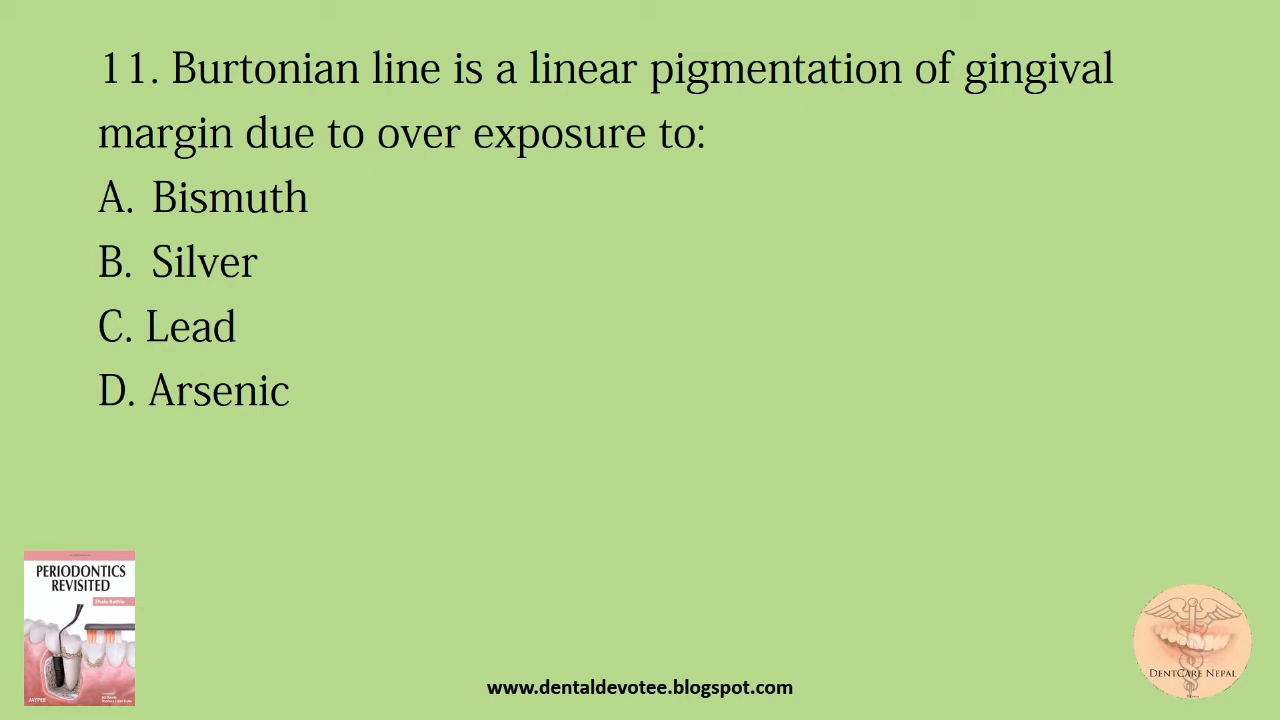 11. Burtonian line is a linear pigmentation of gingival
margin due to over exposure to:
A. Bismuth
B. Silver
C. Lead
D. Arsenic
PERIODONTICS
REVISITED
JAYPEE
www.dentaldevotee.blogspot.com
DENTCARE NEPAL